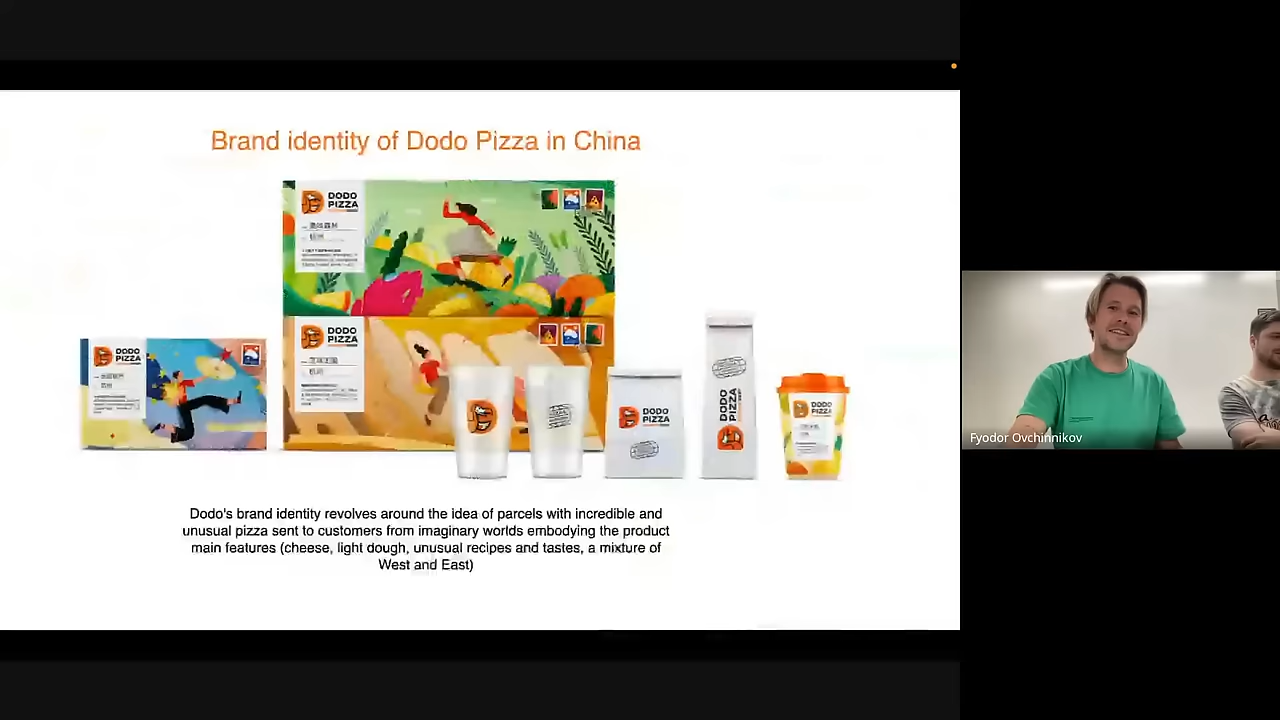 Brand identity of Dodo Pizza in China
DODO
PIZZA
DODO
PIZZA
DODO
PIZZA
DODO
PIZZA
DODO
PIZZA
DODO
PIZZA
Dodo's brand identity revolves around the idea of parcels with incredible and
unusual pizza sent to customers from imaginary worlds embodying the product
main features (cheese, light dough, unusual recipes and tastes, a mixture of
West and East)
Fyodor Ovchinnikov